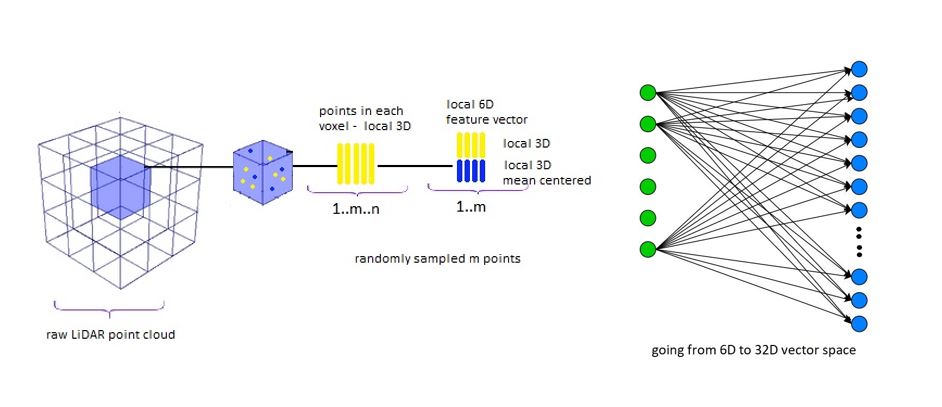 points in each
voxel - local 3D
local 6D
feature vector
local 3D
local 3D
mean centered
1..m..n
1..m
randomly sampled m points
raw LiDAR point cloud
going from 6D to 32D vector space